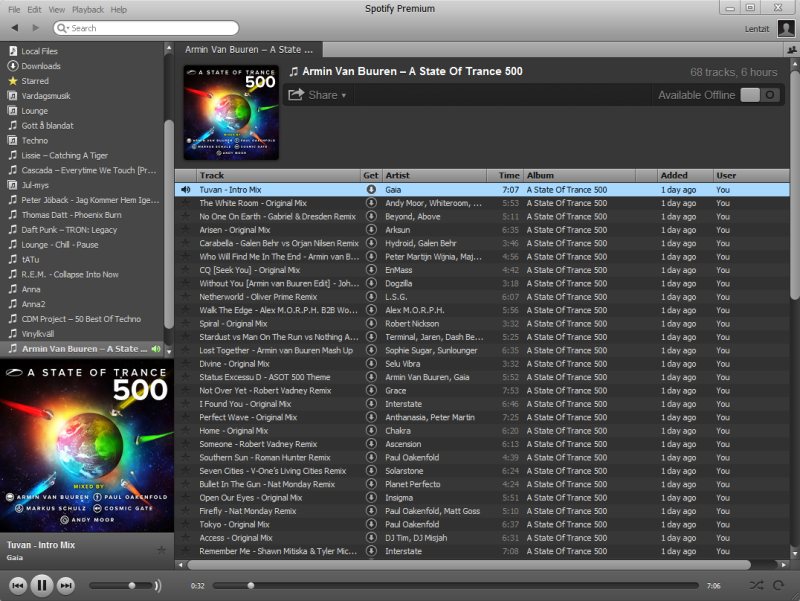 Spotify Premium
File Edit View Playback Help
Search
Lentzit
Local Files
Downloads
Starred
Vardagsmusik
Lounge
Gott å blandat
Techno
Lissie – Catching A Tiger
Cascada – Everytime We Touch [Pr...
Jul-mys
Peter Jöback - Jag Kommer Hem Ige...
Thomas Datt - Phoenix Burn
Daft Punk – TRON: Legacy
Lounge - Chill - Pause
tATu
R.E.M. - Collapse Into Now
Anna
Anna2
CDM Project – 50 Best Of Techno
Vinylkväll
Armin Van Buuren – A State ...
A STATE OF TRANCE
500
MIXED BY
ARMIN VAN BUUREN PAUL OAKENFOLD
MARKUS SCHULZ COSMIC GATE
ANDY MOOR
Tuvan - Intro Mix
Gaia
Armin Van Buuren – A State ...
A STATE OF TRANCE
500
MIXED BY
ARMIN VAN BUUREN PAUL OAKENFOLD
MARKUS SCHULZ COSMIC GATE
ANDY MOOR
Armin Van Buuren – A State Of Trance 500
68 tracks, 6 hours
Share
Available Offline
Track Get Artist Time Album Added User
Tuvan - Intro Mix Gaia 7:07 A State Of Trance 500 1 day ago You
The White Room - Original Mix Andy Moor, Whiteroom, ... 5:53 A State Of Trance 500 1 day ago You
No One On Earth - Gabriel & Dresden Remix Beyond, Above 5:11 A State Of Trance 500 1 day ago You
Arisen - Original Mix Arksun 6:35 A State Of Trance 500 1 day ago You
Carabella - Galen Behr vs Orjan Nilsen Remix Hydroid, Galen Behr 3:46 A State Of Trance 500 1 day ago You
Who Will Find Me In The End - Armin van B... Peter Martijn Wijnia, Maj... 4:56 A State Of Trance 500 1 day ago You
CQ [Seek You] - Original Mix EnMass 4:42 A State Of Trance 500 1 day ago You
Without You [Armin van Buuren Edit] - Joh... Dogzilla 3:18 A State Of Trance 500 1 day ago You
Netherworld - Oliver Prime Remix L.S.G. 6:07 A State Of Trance 500 1 day ago You
Walk The Edge - Alex M.O.R.P.H. B2B Wo... Alex M.O.R.P.H. 5:56 A State Of Trance 500 1 day ago You
Spiral - Original Mix Robert Nickson 3:32 A State Of Trance 500 1 day ago You
Stardust vs Man On The Run vs Nothing A... Terminal, Jaren, Dash Be... 5:25 A State Of Trance 500 1 day ago You
Lost Together - Armin van Buuren Mash Up Sophie Sugar, Sunlounger 6:35 A State Of Trance 500 1 day ago You
Divine - Original Mix Selu Vibra 3:32 A State Of Trance 500 1 day ago You
Status Excessu D - ASOT 500 Theme Armin Van Buuren, Gaia 5:52 A State Of Trance 500 1 day ago You
Not Over Yet - Robert Vadney Remix Grace 7:53 A State Of Trance 500 1 day ago You
I Found You - Original Mix Interstate 6:46 A State Of Trance 500 1 day ago You
Perfect Wave - Original Mix Anthanasia, Peter Martin 7:25 A State Of Trance 500 1 day ago You
Home - Original Mix Chakra 6:20 A State Of Trance 500 1 day ago You
Someone - Robert Vadney Remix Ascension 6:13 A State Of Trance 500 1 day ago You
Southern Sun - Roman Hunter Remix Paul Oakenfold 4:39 A State Of Trance 500 1 day ago You
Seven Cities - V-One's Living Cities Remix Solarstone 6:24 A State Of Trance 500 1 day ago You
Bullet In The Gun - Nat Monday Remix Planet Perfecto 4:24 A State Of Trance 500 1 day ago You
Open Our Eyes - Original Mix Insigma 5:51 A State Of Trance 500 1 day ago You
Firefly - Nat Monday Remix Paul Oakenfold, Matt Goss 5:10 A State Of Trance 500 1 day ago You
Tokyo - Original Mix Paul Oakenfold 6:37 A State Of Trance 500 1 day ago You
Access - Original Mix DJ Tim, DJ Misjah 6:31 A State Of Trance 500 1 day ago You
Remember Me - Shawn Mitiska & Tyler Mic... Interstate 7:08 A State Of Trance 500 1 day ago You
0:32 7:06